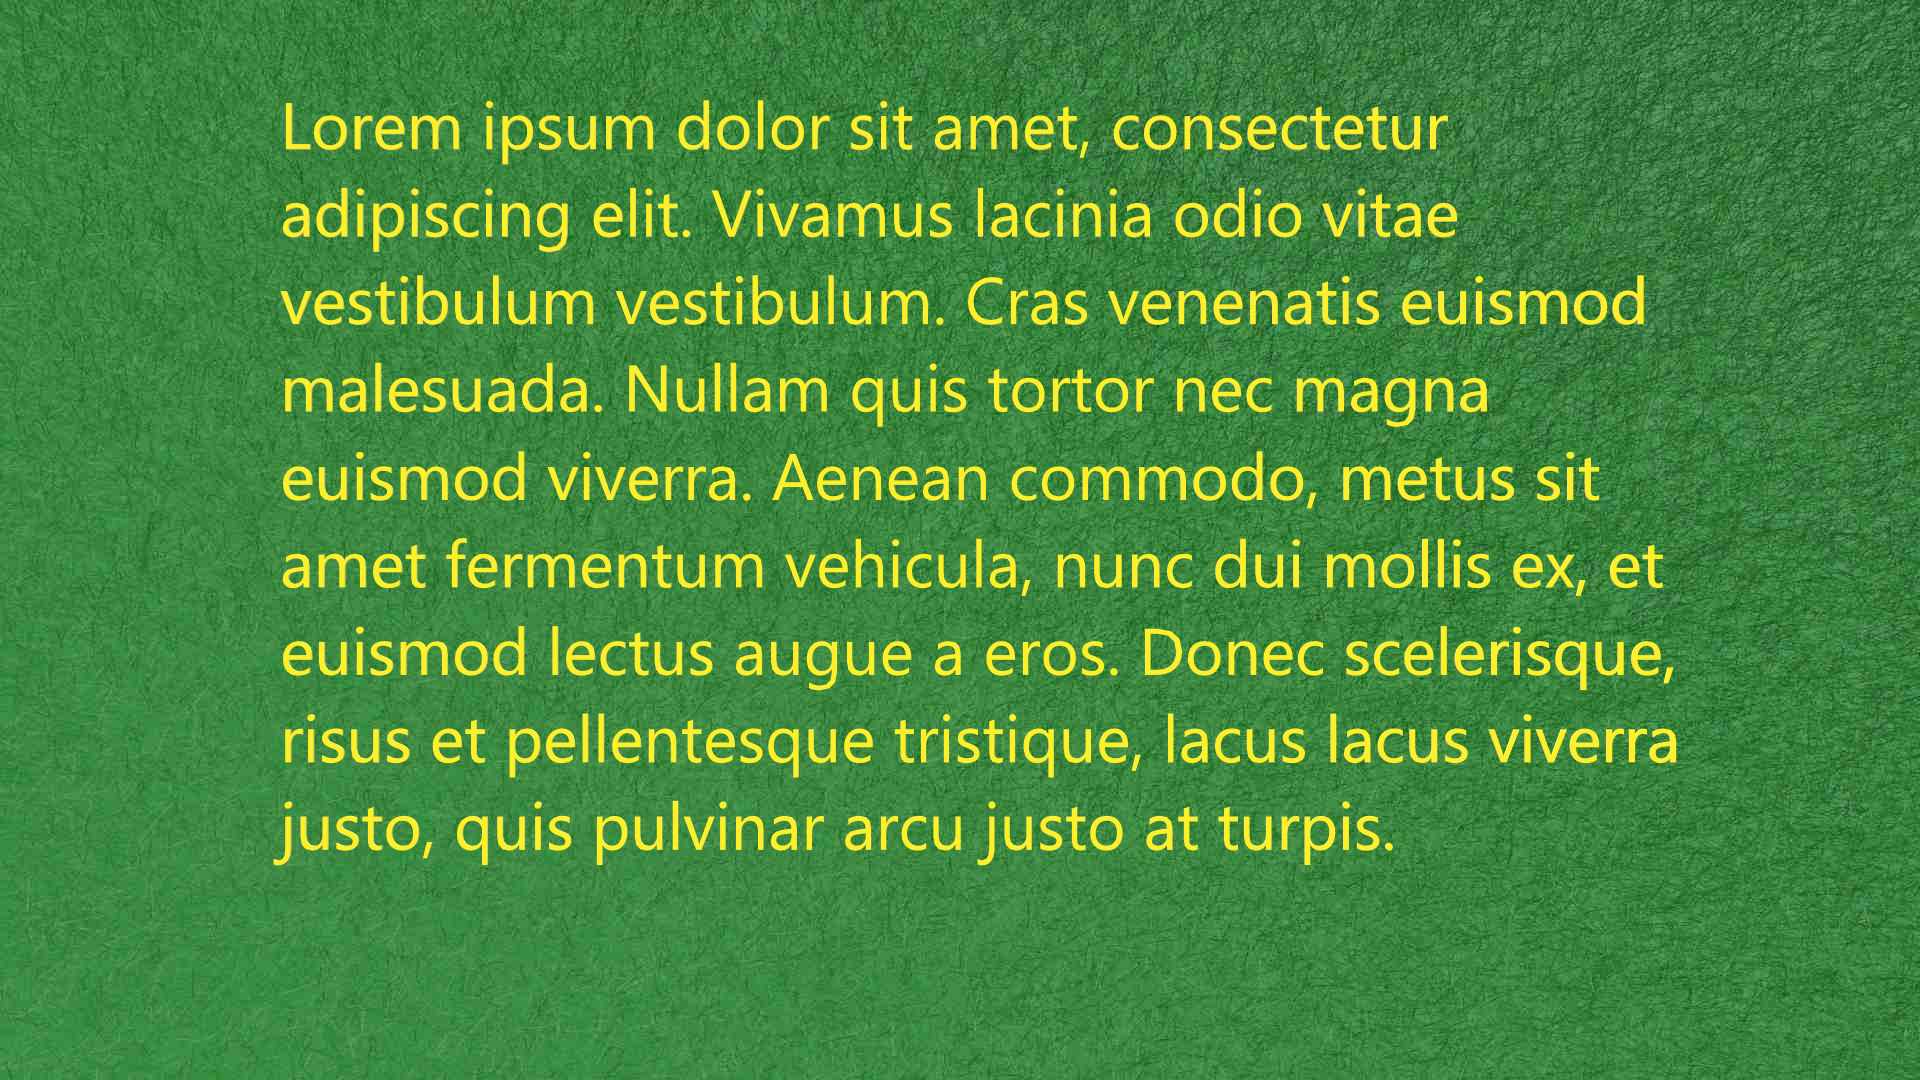 Lorem ipsum dolor sit amet, consectetur
adipiscing elit. Vivamus lacinia odio vitae
vestibulum vestibulum. Cras venenatis euismod
malesuada. Nullam quis tortor nec magna
euismod viverra. Aenean commodo, metus sit
amet fermentum vehicula, nunc dui mollis ex, et
euismod lectus augue a eros. Donec scelerisque,
risus et pellentesque tristique, lacus lacus viverra
justo, quis pulvinar arcu justo at turpis.